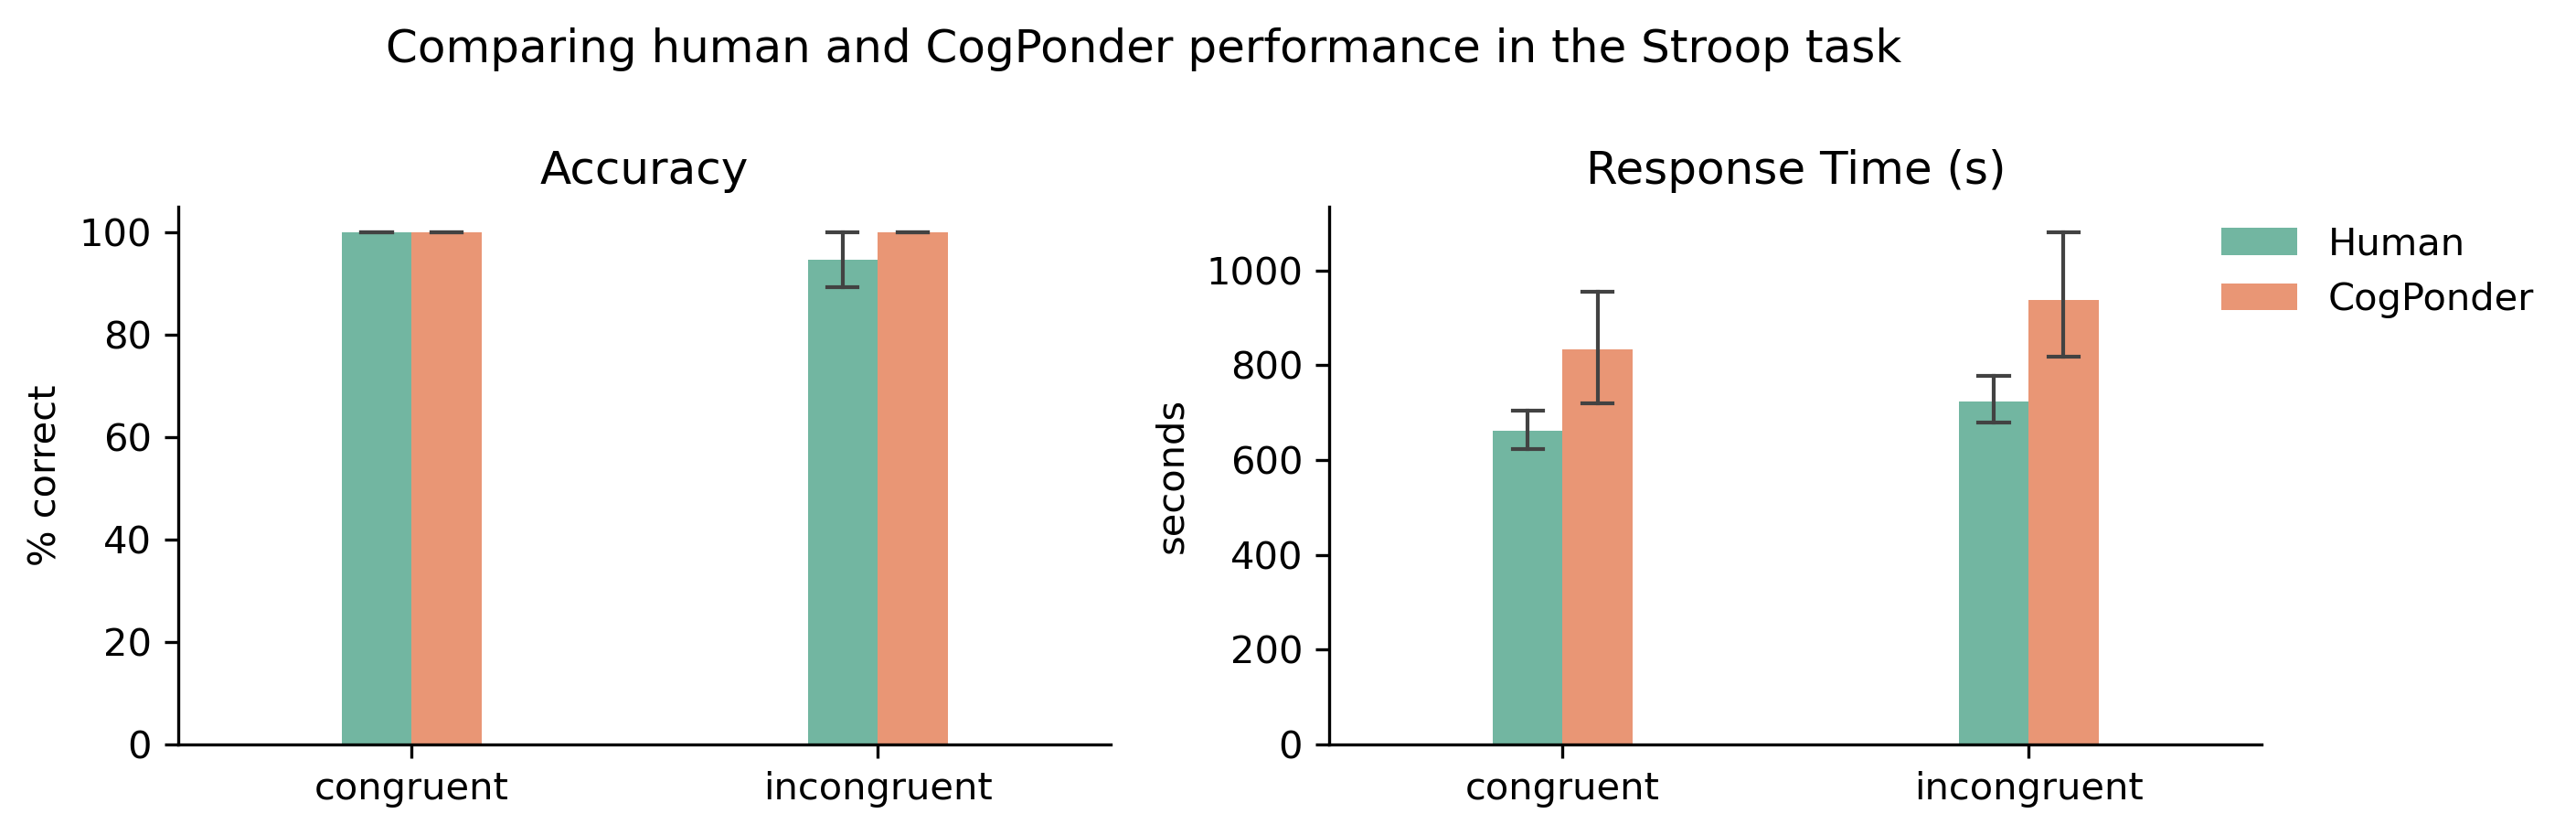 Comparing human and CogPonder performance in the Stroop task
Accuracy
% correct
100
80
60
40
20
0
congruent incongruent
Response Time (s)
seconds
1000
800
600
400
200
0
congruent incongruent
Human
CogPonder